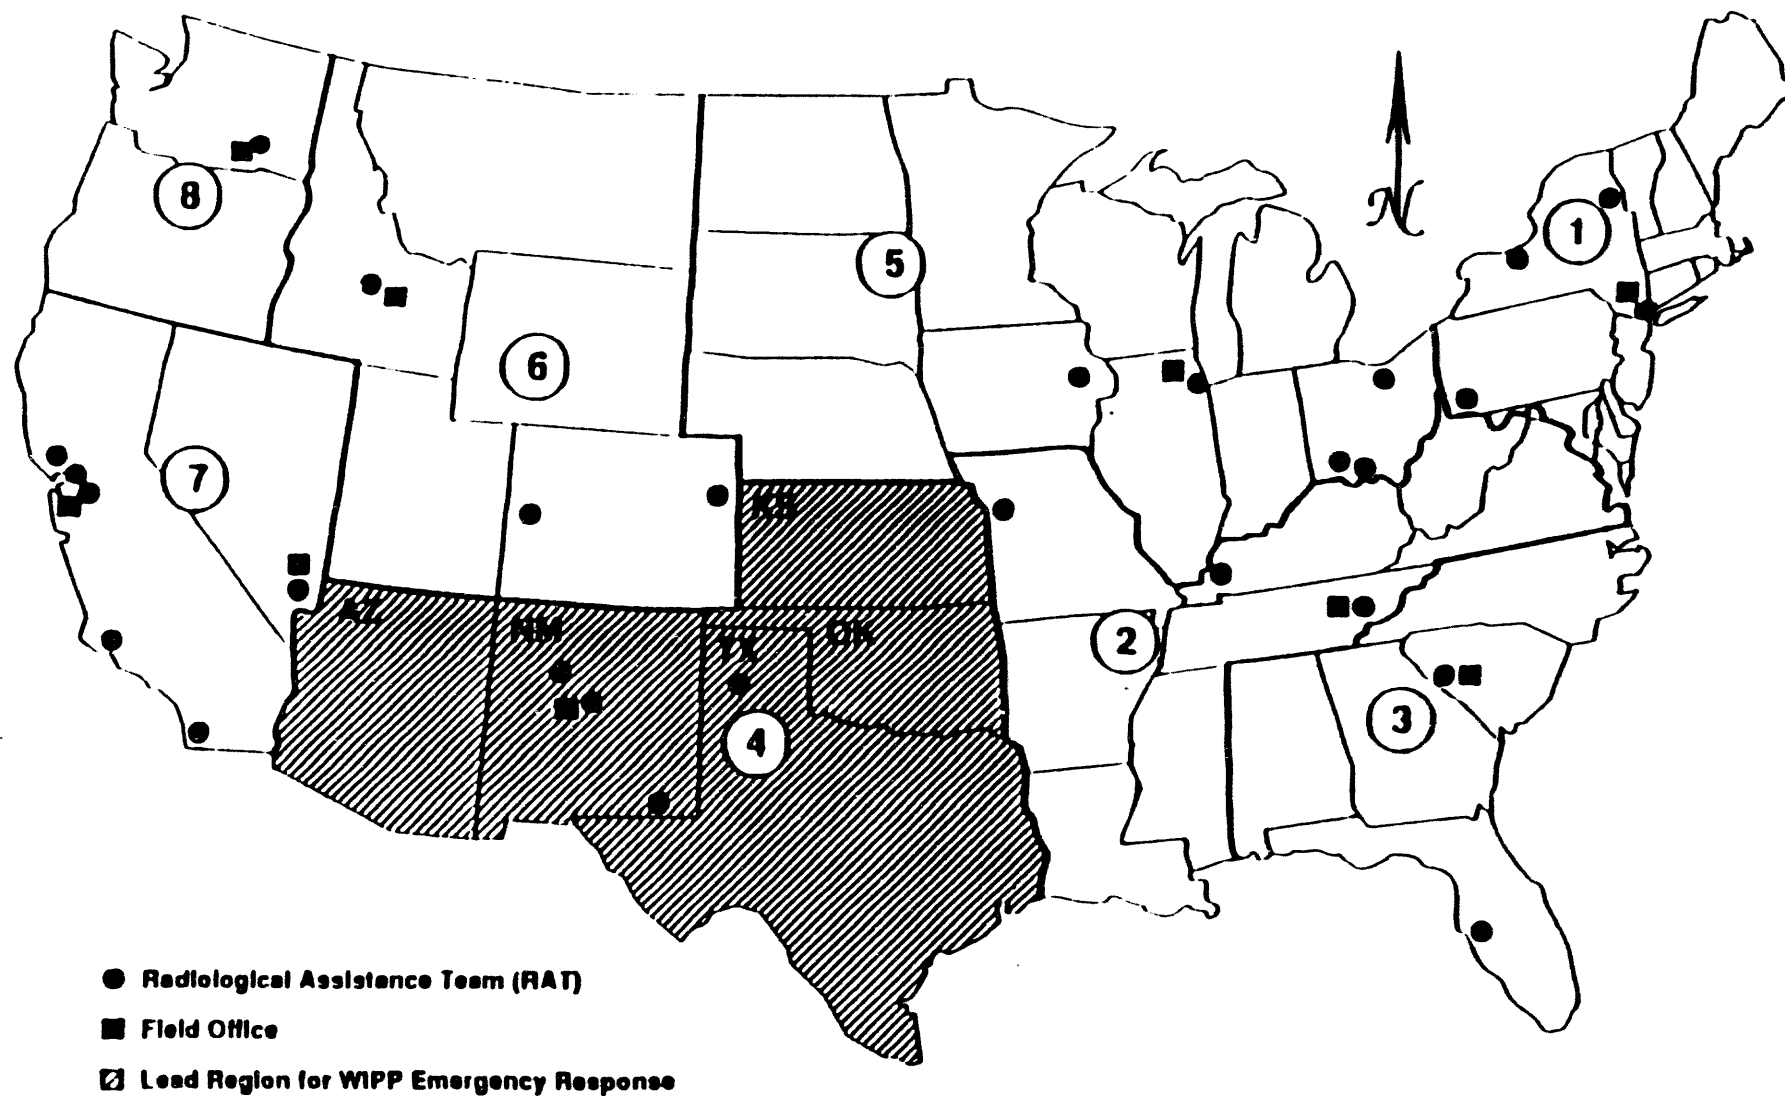 N
8
1
5
6
7
KS
AZ
NM
TX
OK
2
3
4
Radiological Assistance Team (RAT)
Field Office
Lead Region for WIPP Emergency Response